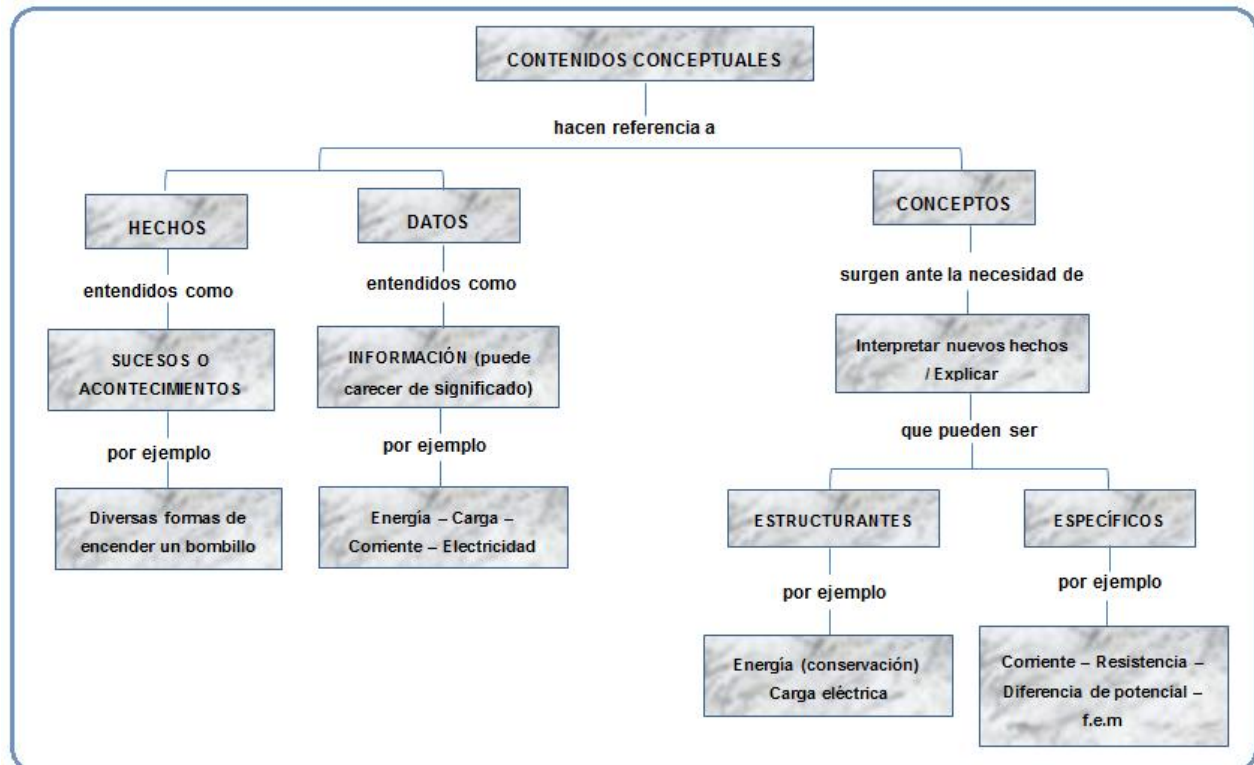 CONTENIDOS CONCEPTUALES
hacen referencia a
HECHOS
DATOS
CONCEPTOS
entendidos como
entendidos como
surgen ante la necesidad de
SUCESOS O
ACONTECIMIENTOS
INFORMACIÓN (puede
carecer de significado)
Interpretar nuevos hechos
/ Explicar
por ejemplo
por ejemplo
que pueden ser
Diversas formas de
encender un bombillo
Energía – Carga –
Corriente – Electricidad
ESTRUCTURANTES
ESPECÍFICOS
por ejemplo
por ejemplo
Energía (conservación)
Carga eléctrica
Corriente – Resistencia –
Diferencia de potencial –
f.e.m